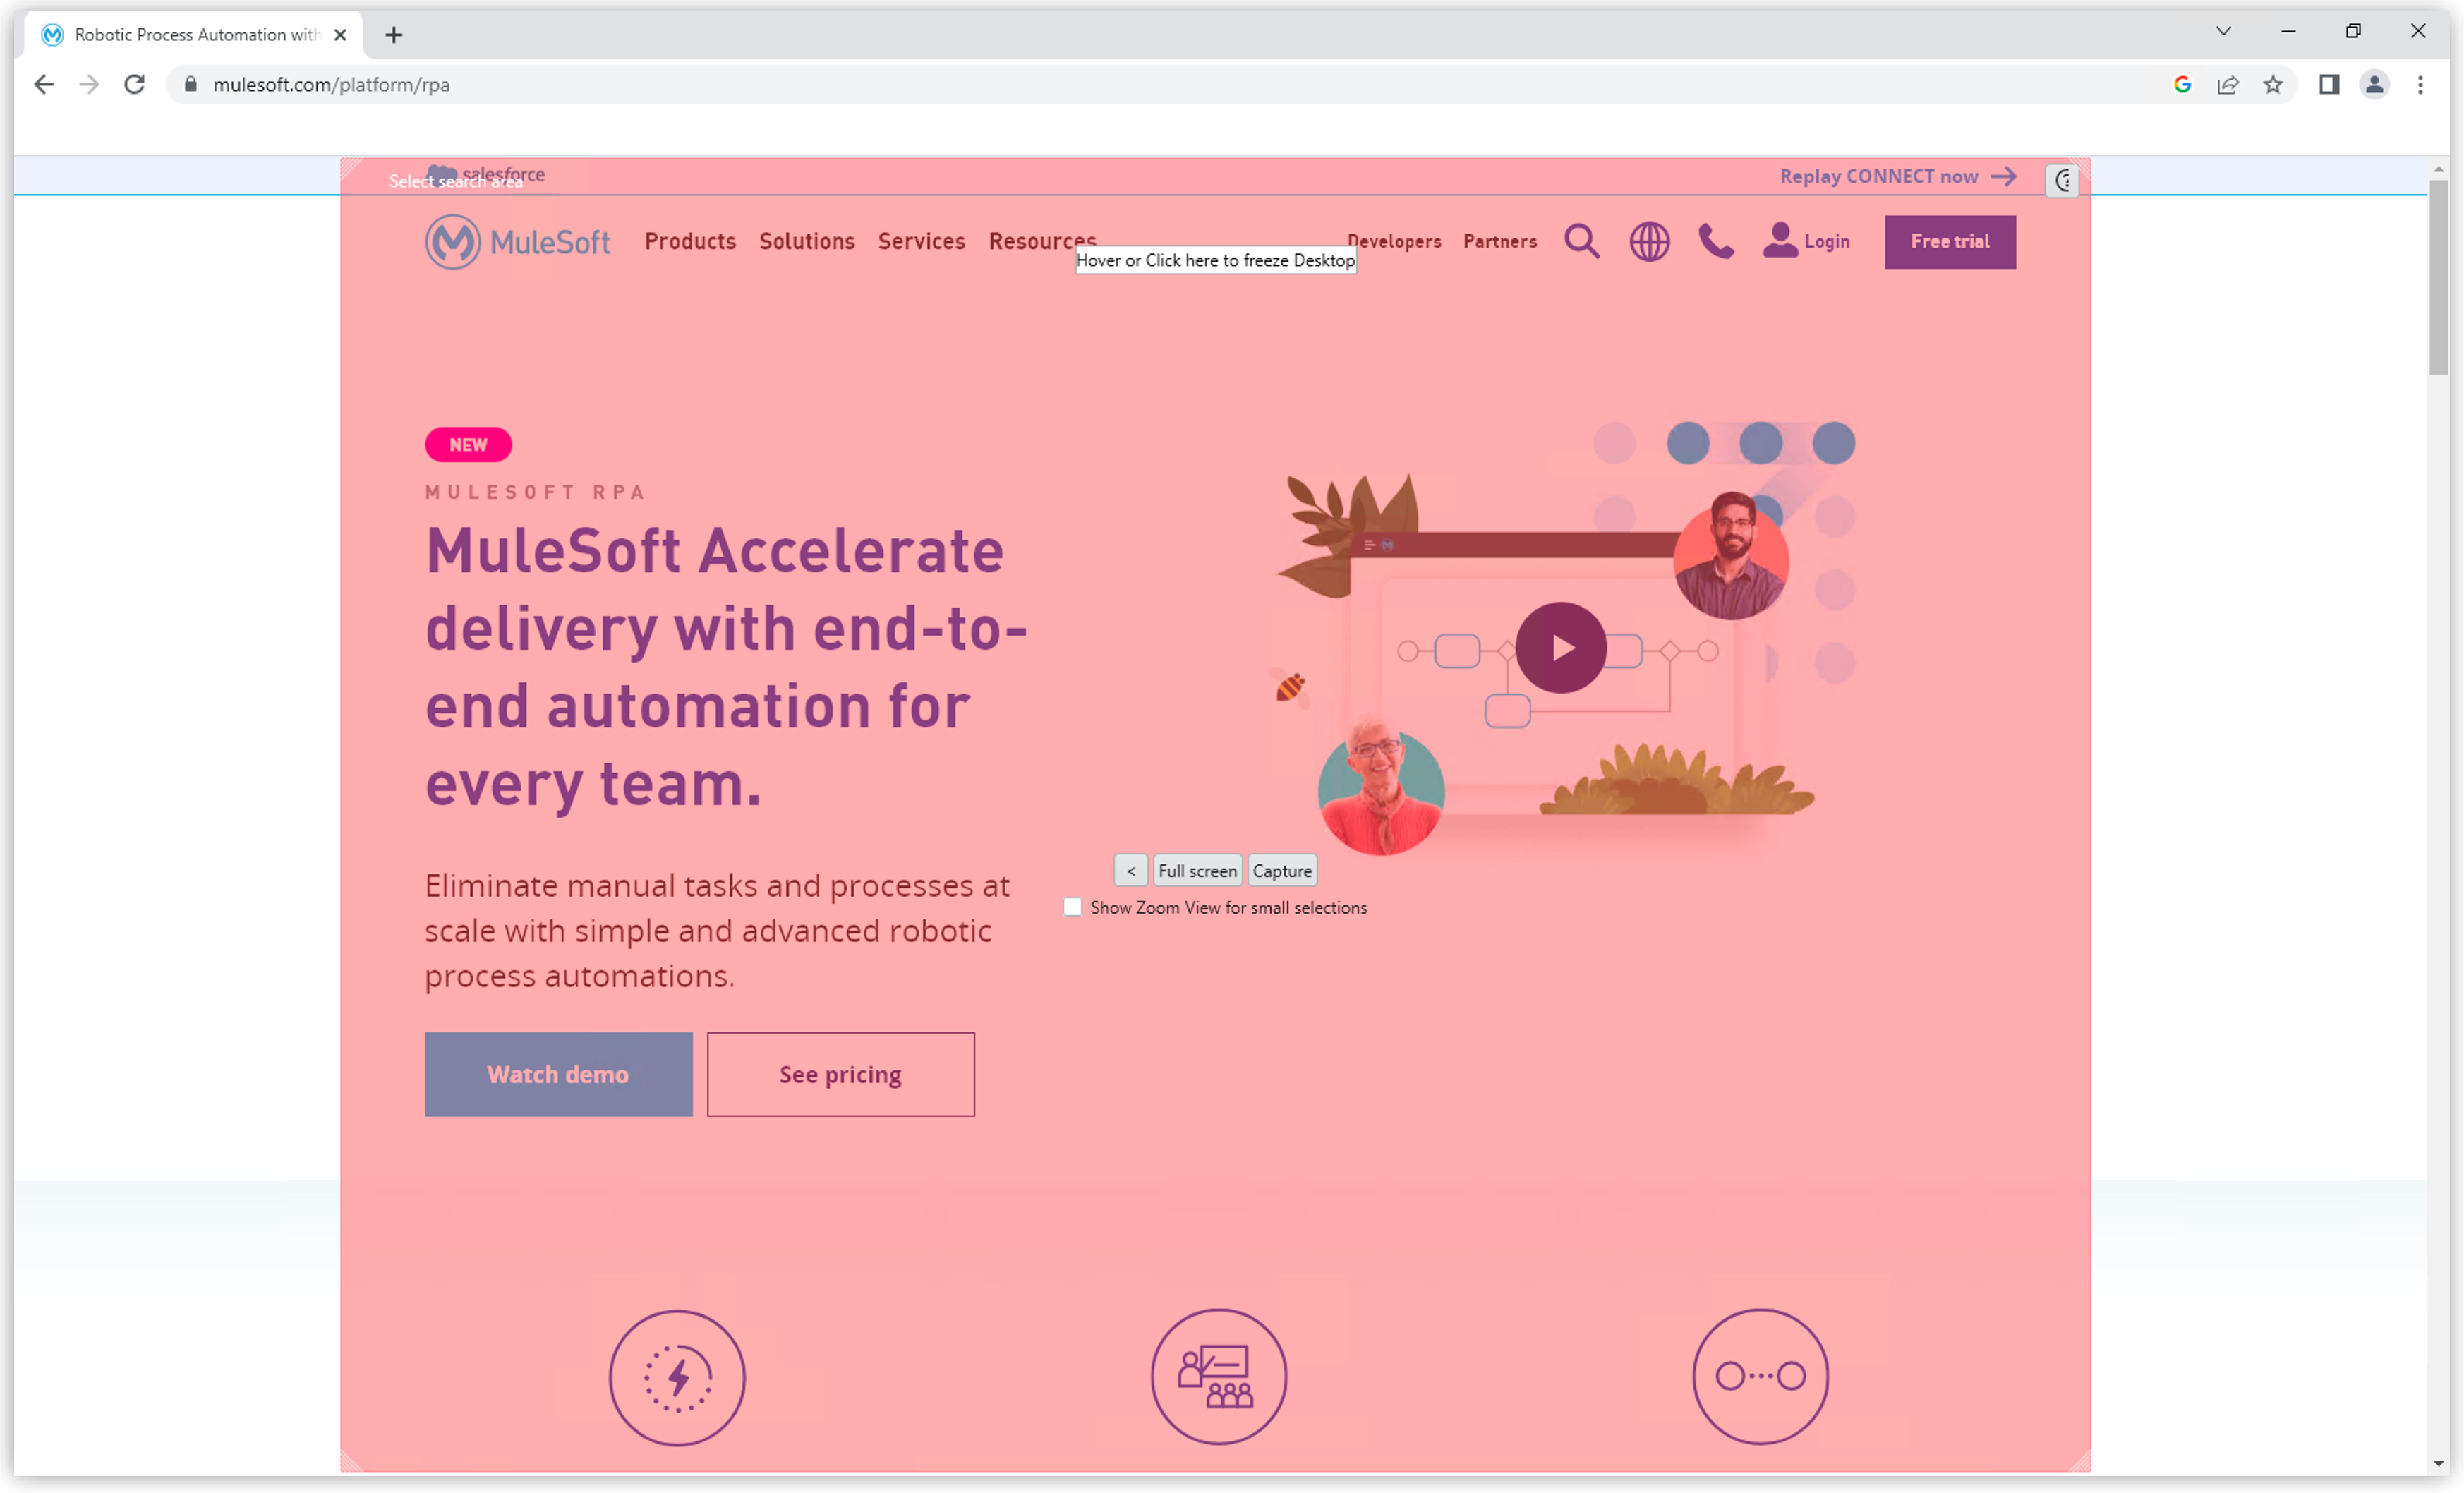 Robotic Process Automation with
mulesoft.com/platform/rpa
salesforce
Select search area
Replay CONNECT now
MuleSoft
Products
Solutions
Services
Resources
Developers
Partners
Login
Free trial
Hover or Click here to freeze Desktop
NEW
MULESOFT RPA
MuleSoft Accelerate
delivery with end-to-
end automation for
every team.
< Full screen Capture
Show Zoom View for small selections
Eliminate manual tasks and processes at
scale with simple and advanced robotic
process automations.
Watch demo
See pricing